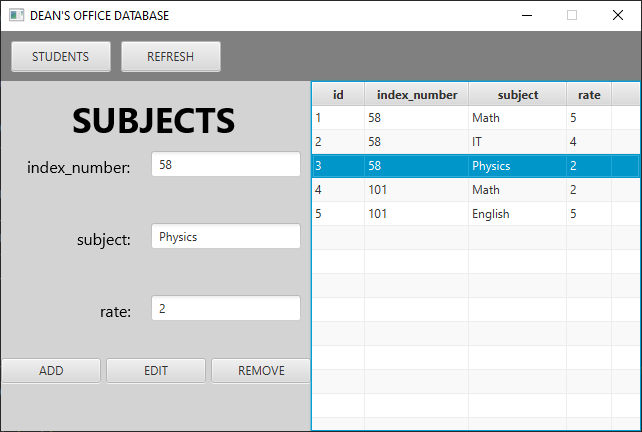 DEAN'S OFFICE DATABASE
STUDENTS REFRESH
SUBJECTS
index_number: 58
subject: Physics
rate: 2
ADD EDIT REMOVE
id index_number subject rate
1 58 Math 5
2 58 IT 4
3 58 Physics 2
4 101 Math 2
5 101 English 5